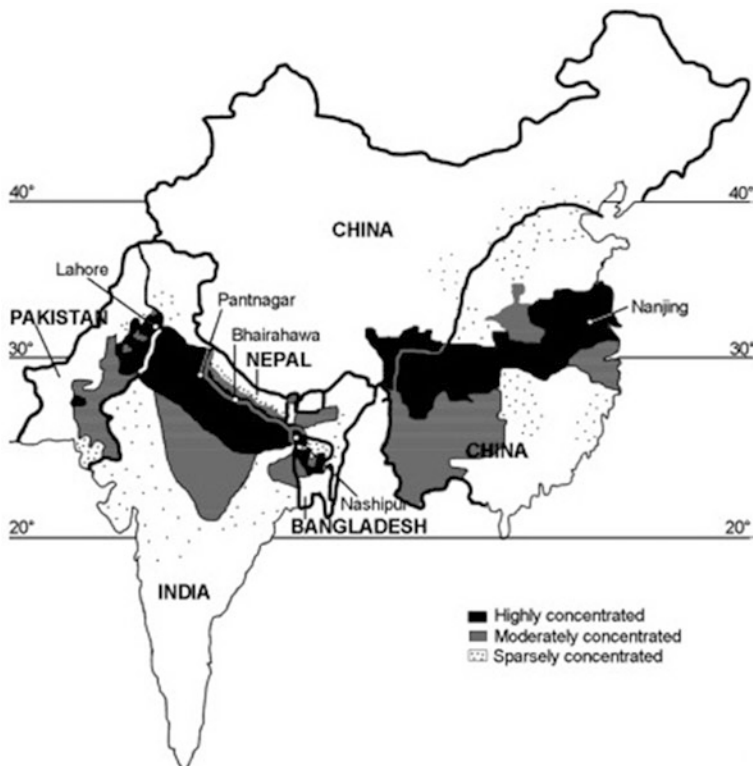 40°
40°
CHINA
Lahore
Pantnagar
Nanjing
PAKISTAN
Bhairahawa
30°
NEPAL
30°
CHINA
Nashipur
BANGLADESH
20°
20°
INDIA
Highly concentrated
Moderately concentrated
Sparsely concentrated